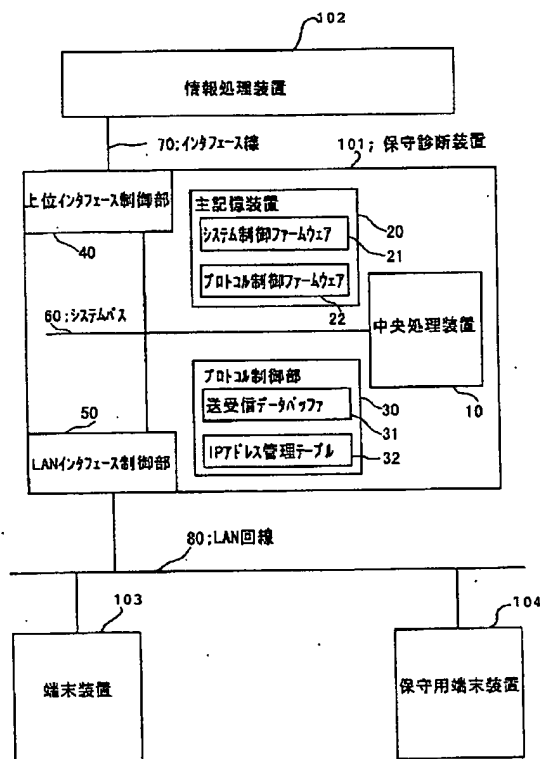 102
情報処理装置
70;インタフェース線
101; 保守診断装置
上位インタフェース制御部
40
主記憶装置
20
システム制御ファームウェア
21
プロトコル制御ファームウェア
22
60;システムバス
中央処理装置
10
プロトコル制御部
30
送受信データバッファ
31
IPアドレス管理テーブル
32
50
LANインタフェース制御部
80;LAN回線
103
端末装置
104
保守用端末装置